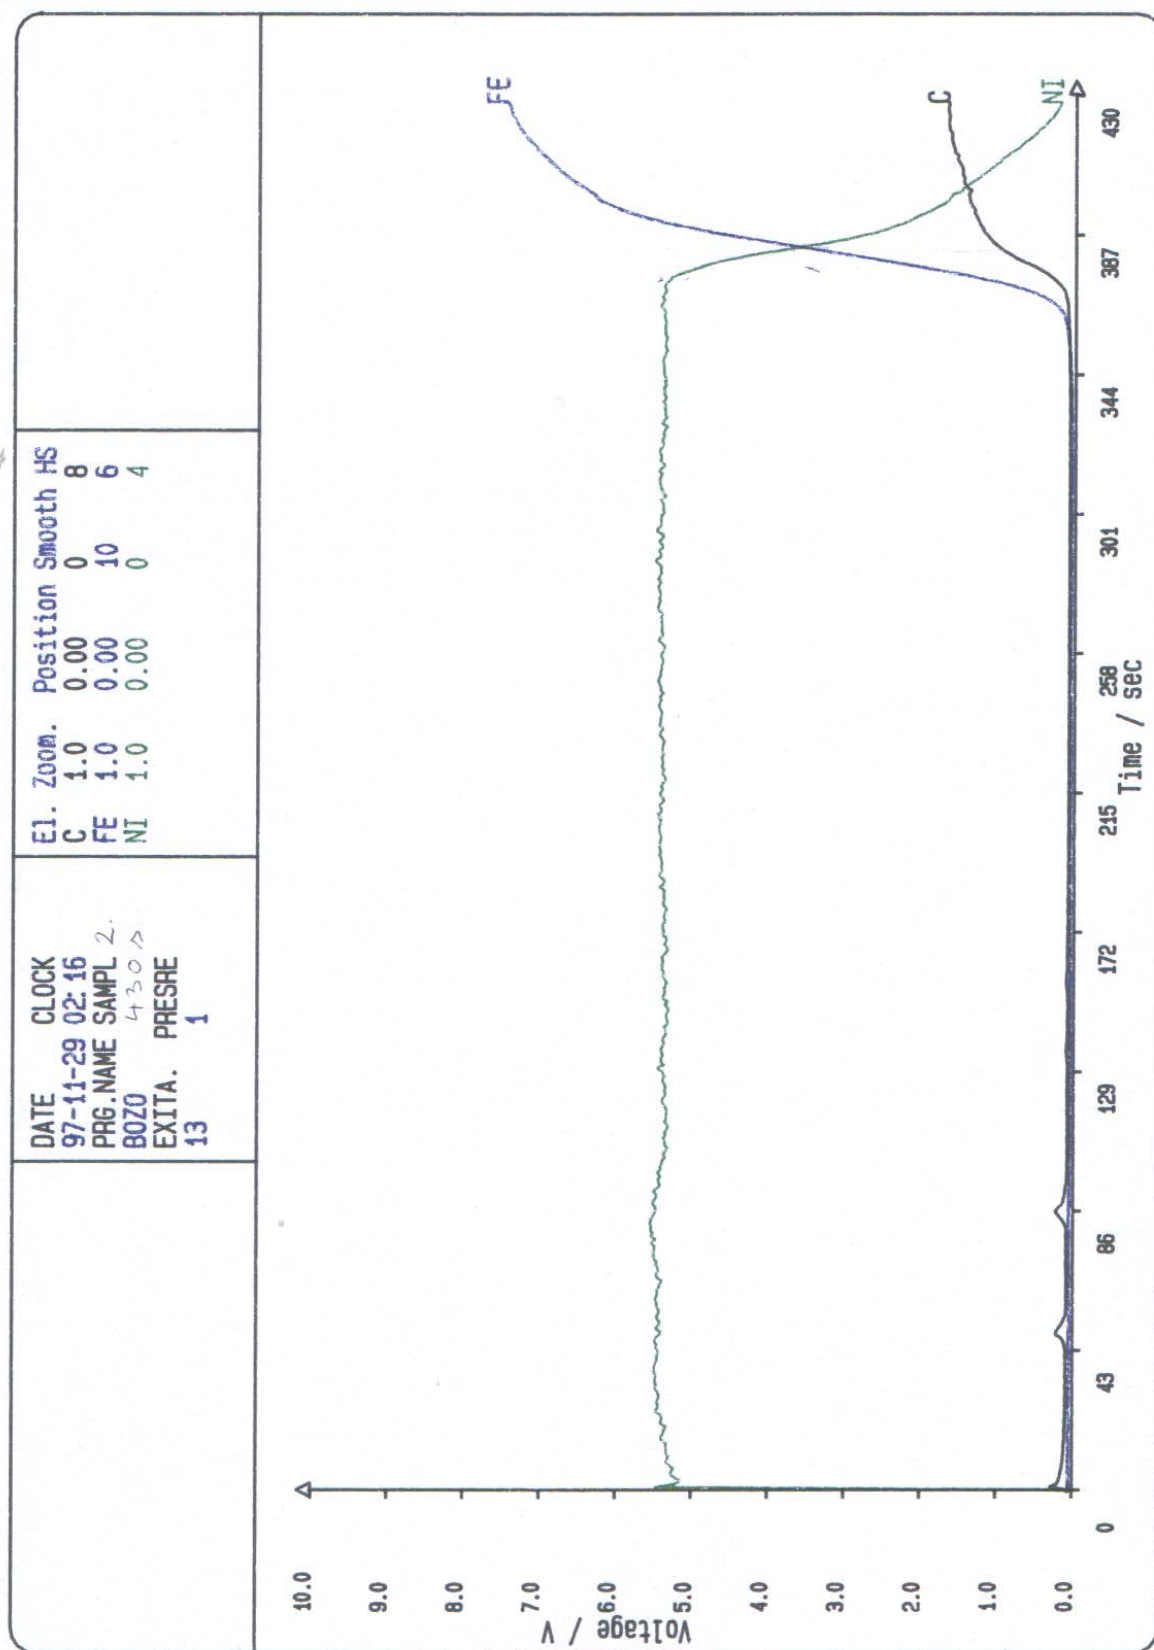 DATE CLOCK
97-11-29 02:16
PRG.NAME SAMPL 2.
BOZO 430s
EXITA. PRESRE
13 1
El. Zoom. Position Smooth HS
C 1.0 0.00 0 8
FE 1.0 0.00 10 6
NI 1.0 0.00 0 4
Voltage / V
10.0
9.0
8.0
7.0
6.0
5.0
4.0
3.0
2.0
1.0
0.0
FE
C
NI
0 43 86 129 172 215 258 301 344 387 430
Time / sec